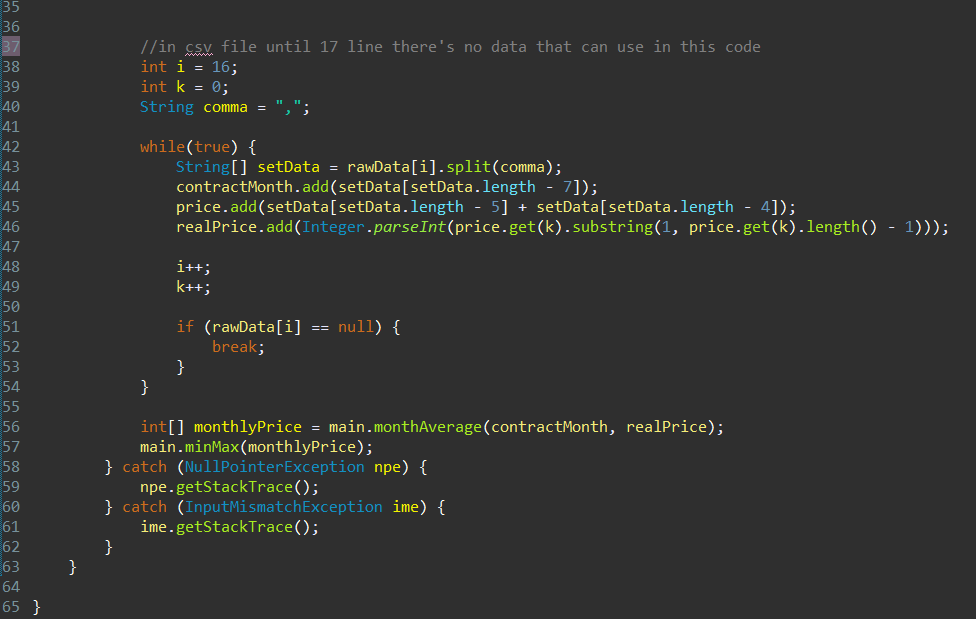 35
36
37 //in csv file until 17 line there's no data that can use in this code
38 int i = 16;
39 int k = 0;
40 String comma = ",";
41
42 while(true) {
43 String[] setData = rawData[i].split(comma);
44 contractMonth.add(setData[setData.length - 7]);
45 price.add(setData[setData.length - 5] + setData[setData.length - 4]);
46 realPrice.add(Integer.parseInt(price.get(k).substring(1, price.get(k).length() - 1)));
47
48 i++;
49 k++;
50
51 if (rawData[i] == null) {
52 break;
53 }
54 }
55
56 int[] monthlyPrice = main.monthAverage(contractMonth, realPrice);
57 main.minMax(monthlyPrice);
58 } catch (NullPointerException npe) {
59 npe.getStackTrace();
60 } catch (InputMismatchException ime) {
61 ime.getStackTrace();
62 }
63 }
64
65 }